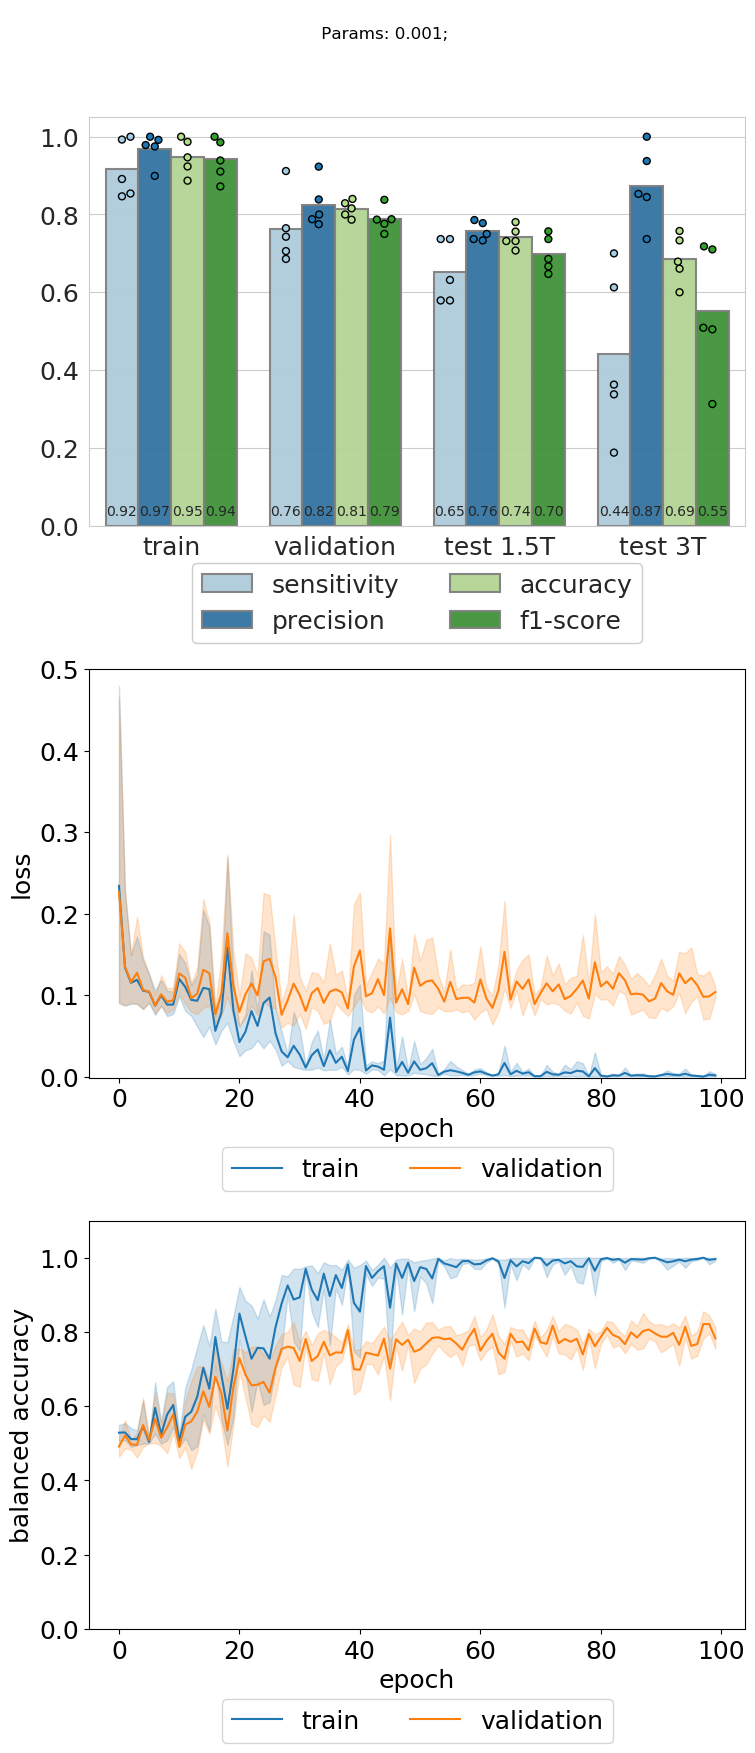 Params: 0.001;
1.0
0.8
0.6
0.4
0.2
0.0
0.92 0.97 0.95 0.94 0.76 0.82 0.81 0.79 0.65 0.76 0.74 0.70 0.44 0.87 0.69 0.55
train validation test 1.5T test 3T
sensitivity accuracy
precision f1-score
0.5
0.4
0.3
0.2
0.1
0.0
loss
0 20 40 60 80 100
epoch
train validation
1.0
0.8
0.6
0.4
0.2
0.0
balanced accuracy
0 20 40 60 80 100
epoch
train validation